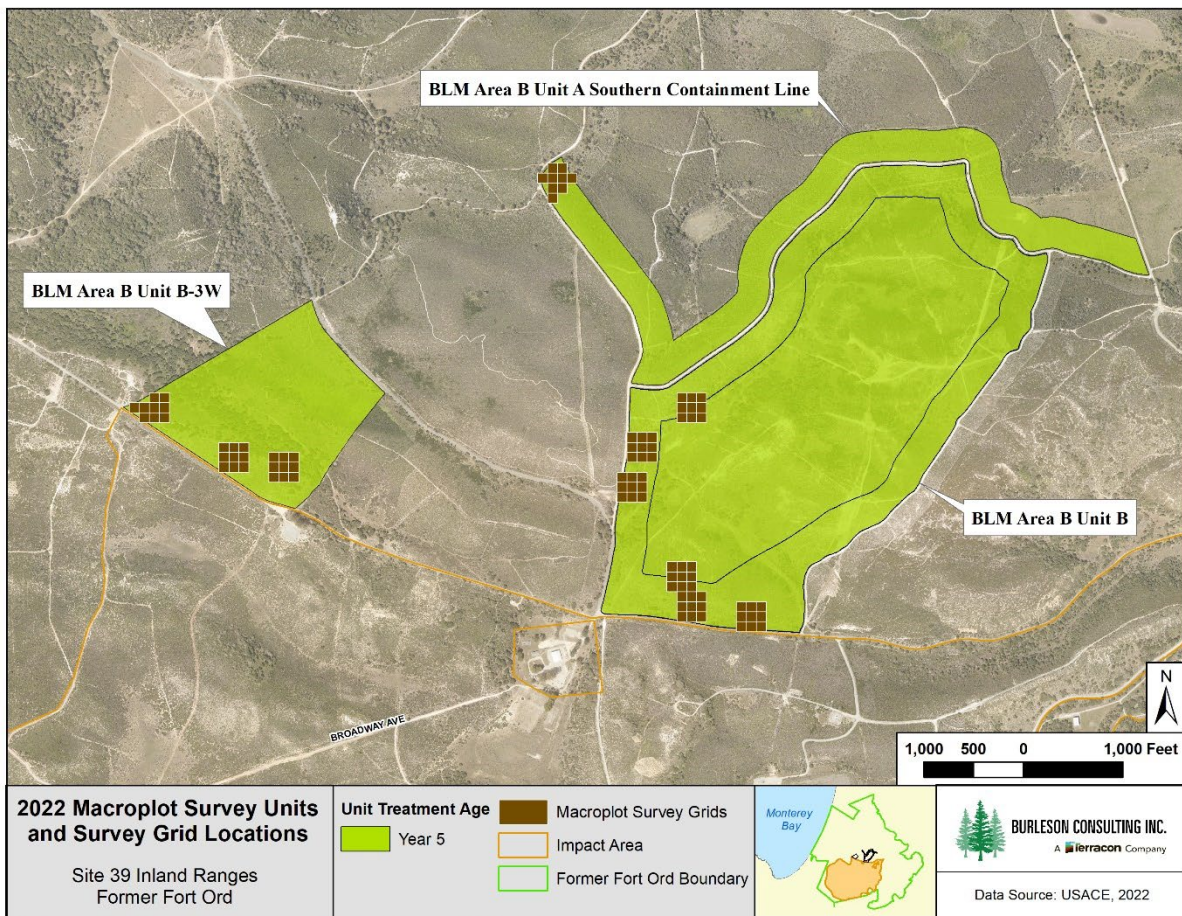 BLM Area B Unit A Southern Containment Line
BLM Area B Unit B-3W
BLM Area B Unit B
BROADWAY AVE
N
1,000 500 0 1,000 Feet
2022 Macroplot Survey Units
and Survey Grid Locations
Site 39 Inland Ranges
Former Fort Ord
Unit Treatment Age
Year 5
Macroplot Survey Grids
Impact Area
Former Fort Ord Boundary
Monterey
Bay
BURLESON CONSULTING INC.
A Terracon Company
Data Source: USACE, 2022